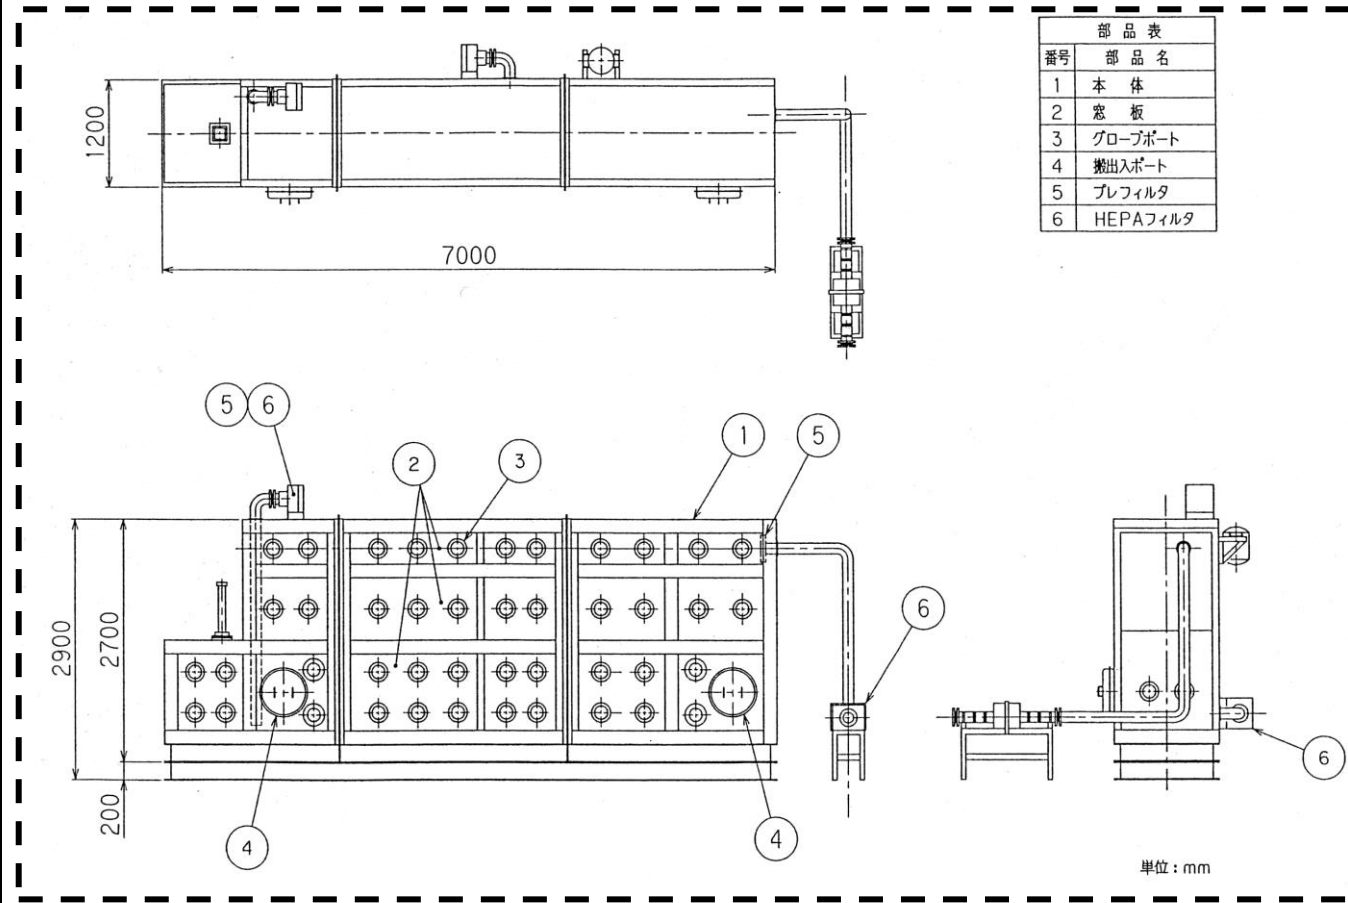 部品表
番号 部品名
1 本体
2 窓板
3 グローブポート
4 搬出入ポート
5 プレフィルタ
6 HEPAフィルタ
1200
7000
5 6
1 5
2 3
6
2900
2700
200
4
4
6
単位：mm